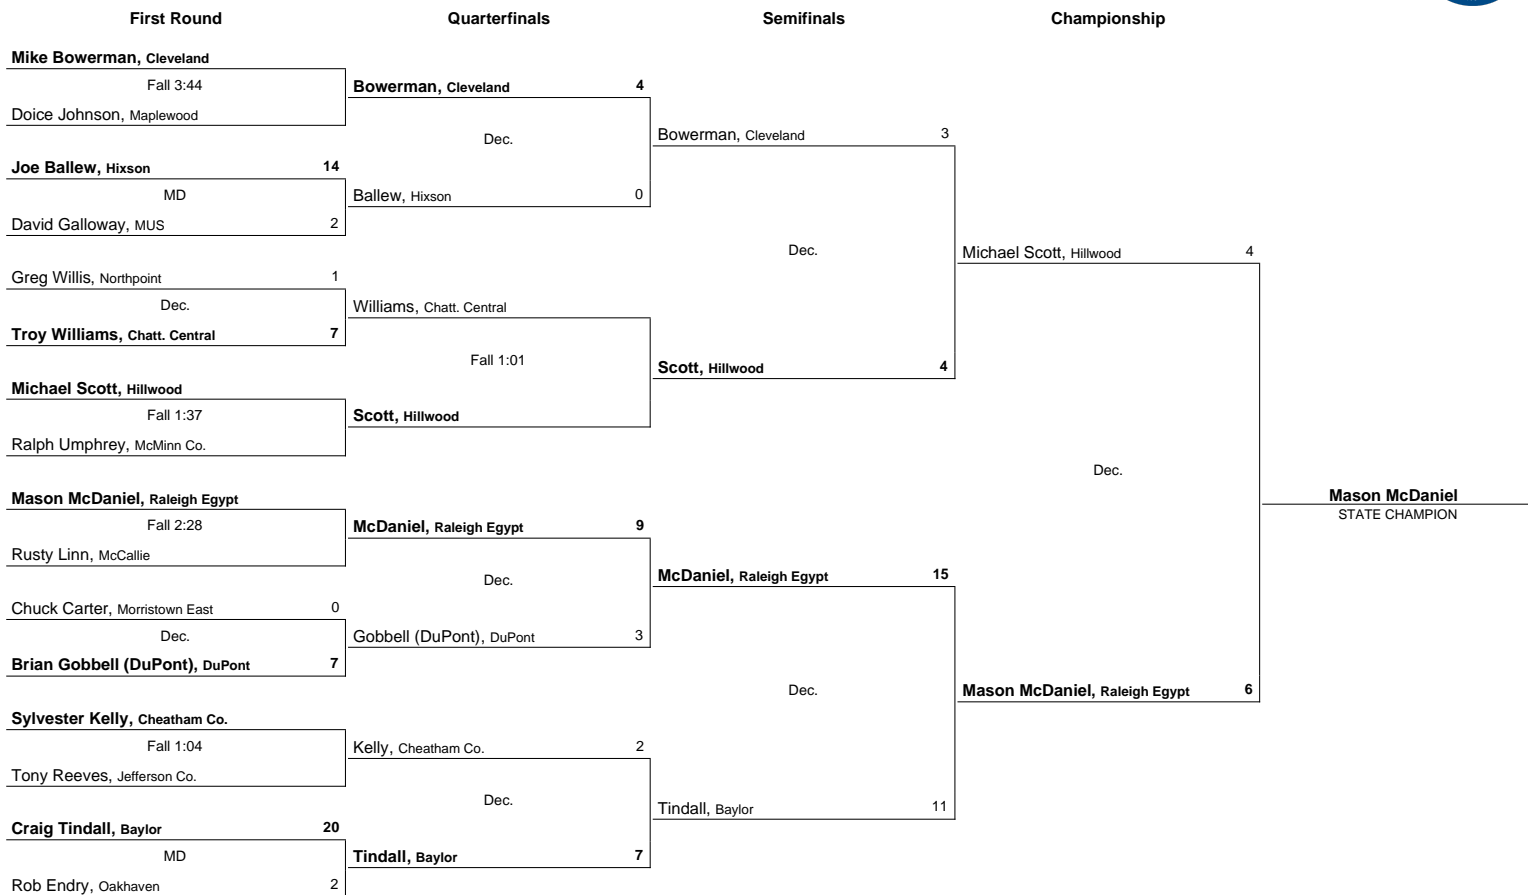 First Round Quarterfinals Semifinals Championship
Mike Bowerman, Cleveland
Fall 3:44
Doice Johnson, Maplewood
Joe Ballew, Hixson 14
MD
David Galloway, MUS 2
Greg Willis, Northpoint 1
Dec.
Troy Williams, Chatt. Central 7
Michael Scott, Hillwood
Fall 1:37
Ralph Umphrey, McMinn Co.
Mason McDaniel, Raleigh Egypt
Fall 2:28
Rusty Linn, McCallie
Chuck Carter, Morristown East 0
Dec.
Brian Gobbell (DuPont), DuPont 7
Sylvester Kelly, Cheatham Co.
Fall 1:04
Tony Reeves, Jefferson Co.
Craig Tindall, Baylor 20
MD
Rob Endry, Oakhaven 2
Bowerman, Cleveland 4
Dec.
Ballew, Hixson 0
Williams, Chatt. Central
Fall 1:01
Scott, Hillwood
McDaniel, Raleigh Egypt 9
Dec.
Gobbell (DuPont), DuPont 3
Kelly, Cheatham Co. 2
Dec.
Tindall, Baylor 7
Bowerman, Cleveland 3
Dec.
Scott, Hillwood 4
McDaniel, Raleigh Egypt 15
Dec.
Tindall, Baylor 11
Michael Scott, Hillwood 4
Dec.
Mason McDaniel, Raleigh Egypt 6
Mason McDaniel
STATE CHAMPION